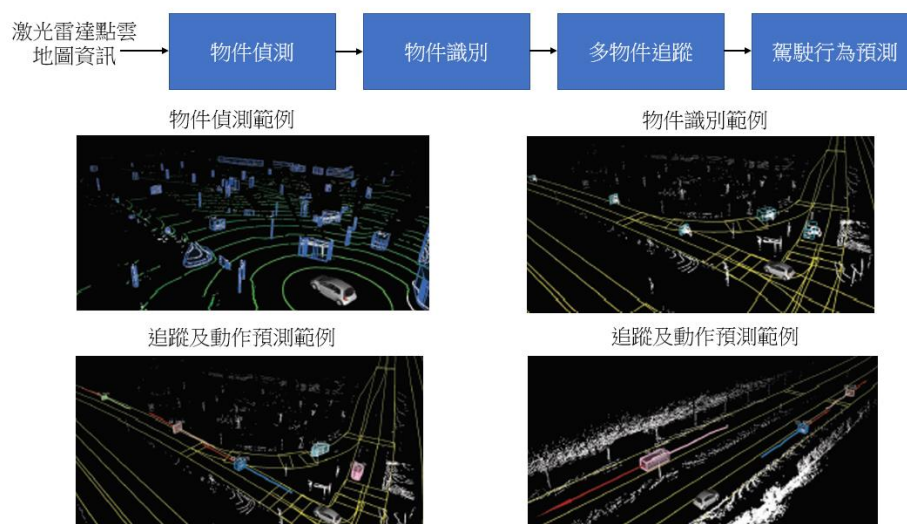 激光雷達點雲
地圖資訊
物件偵測
物件識別
多物件追蹤
駕駛行為預測
物件偵測範例
物件識別範例
追蹤及動作預測範例
追蹤及動作預測範例